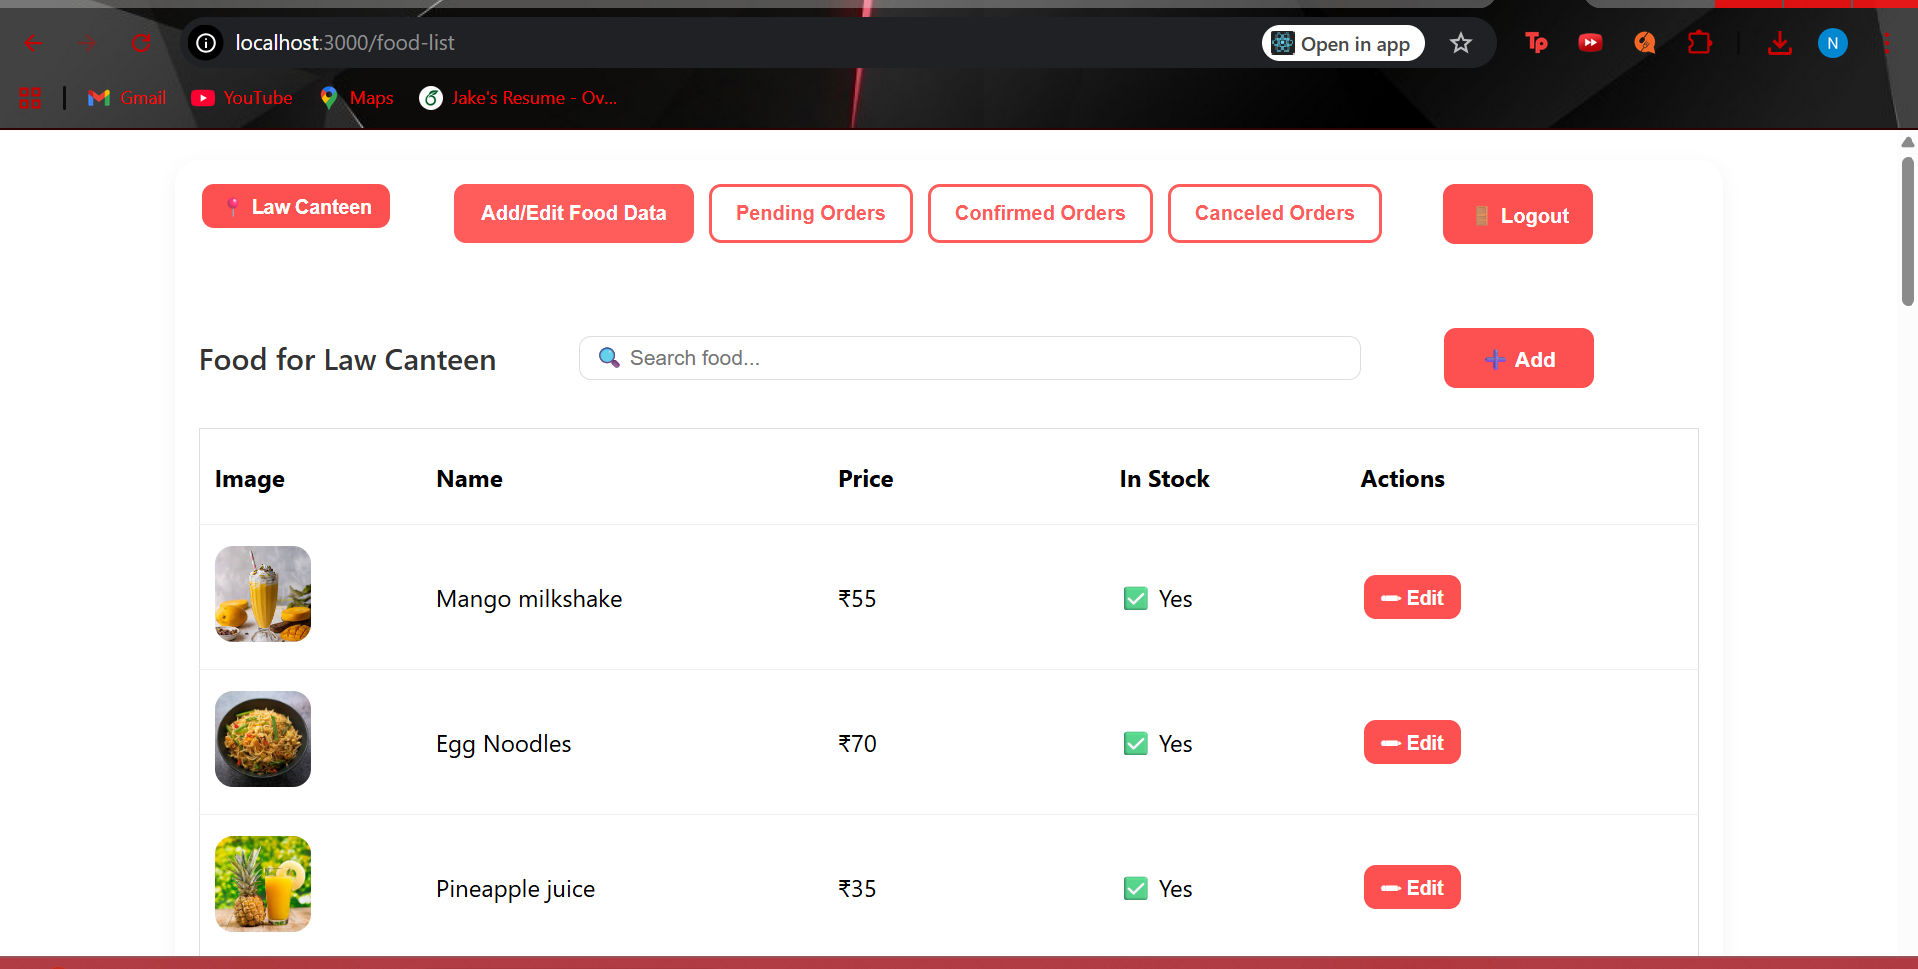 localhost:3000/food-list
Open in app
Tp
N
Gmail
YouTube
Maps
Jake's Resume - Ov...
📍 Law Canteen
Add/Edit Food Data
Pending Orders
Confirmed Orders
Canceled Orders
🚪 Logout
Food for Law Canteen
🔍 Search food...
➕ Add
Image Name Price In Stock Actions
Mango milkshake ₹55 ✅ Yes ✏️ Edit
Egg Noodles ₹70 ✅ Yes ✏️ Edit
Pineapple juice ₹35 ✅ Yes ✏️ Edit